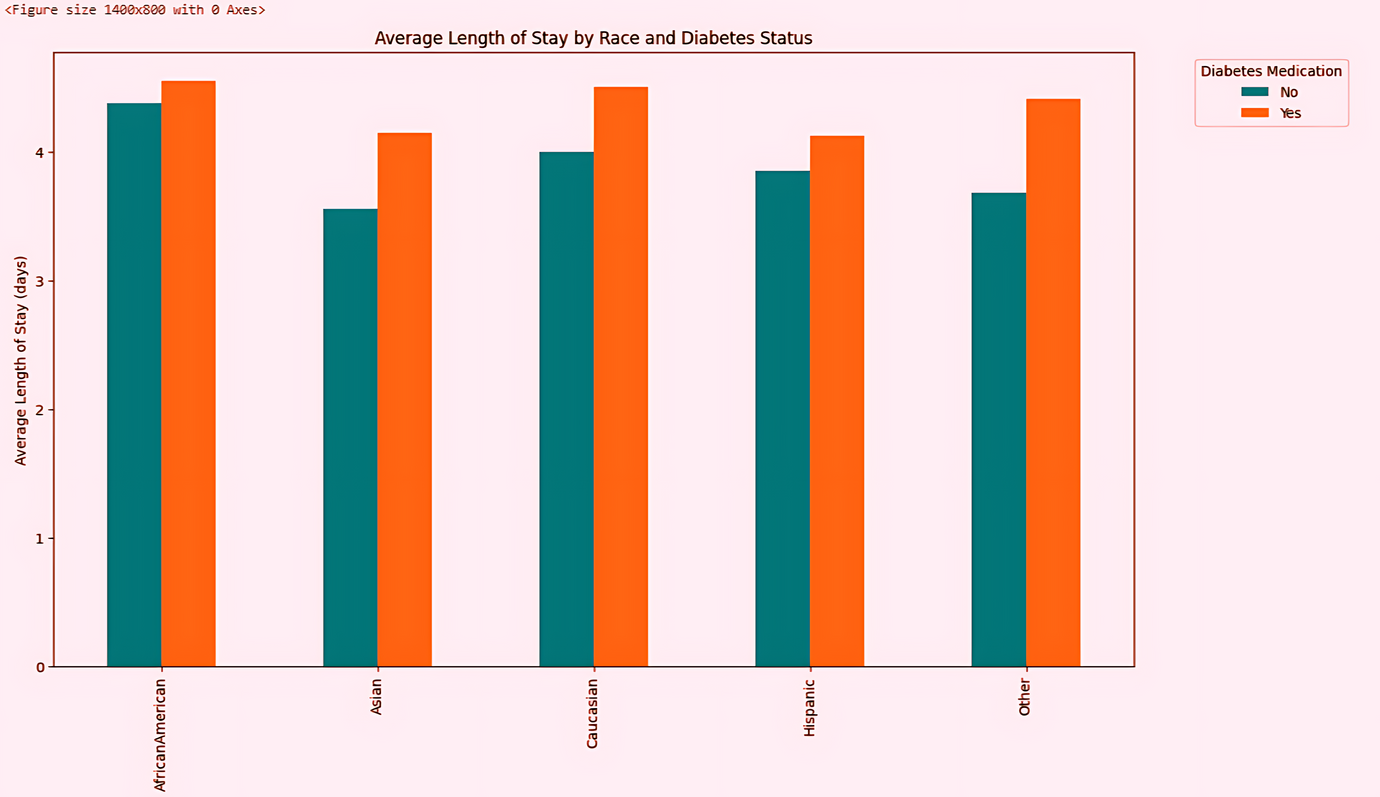 <Figure size 1400x800 with 0 Axes>
Average Length of Stay by Race and Diabetes Status
Diabetes Medication
No
Yes
Average Length of Stay (days)
4
3
2
1
0
AfricanAmerican
Asian
Caucasian
Hispanic
Other